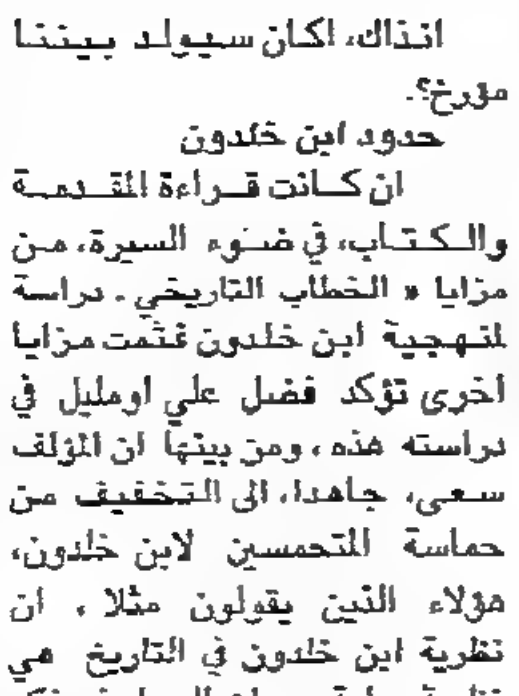 انذاك، اكان سيولد بيننا
مؤرخ؟.
حدود ابن خلدون
ان كانت قراءة المقدمة
والكتاب، في ضوء السيرة، من
مزايا « الخطاب التاريخي - دراسة
لمنهجية ابن خلدون فثمت مزايا
اخرى تؤكد فضل علي اومليل في
دراسته هذه ، ومن بينها ان المؤلف
سعى، جاهدا، الى التخفيف من
حماسة المتحمسين لابن خلدون،
هؤلاء الذين يقولون مثلا ، ان
نظرية ابن خلدون في التاريخ هي